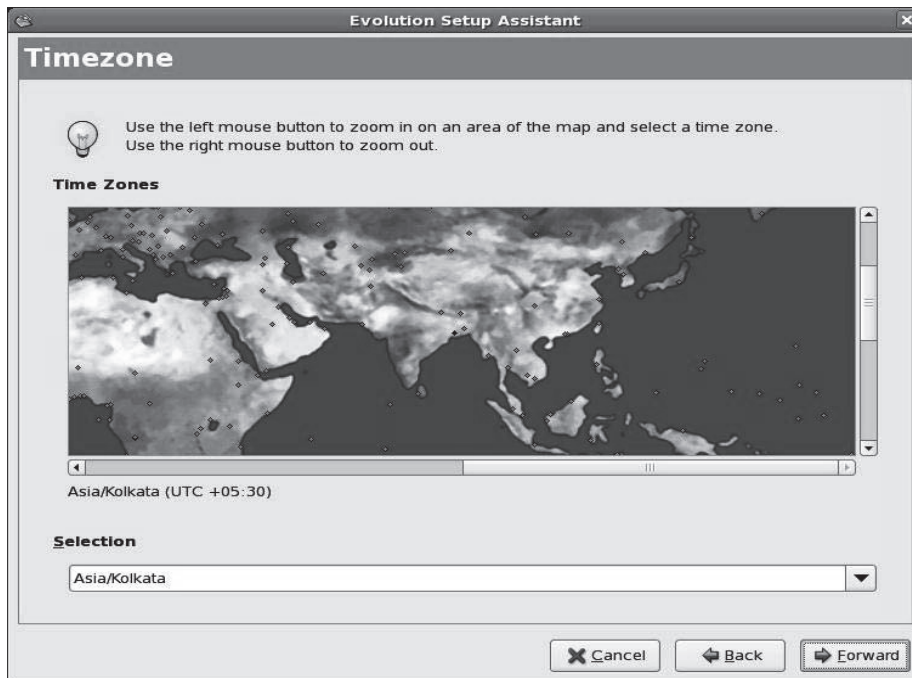 Evolution Setup Assistant
Timezone
Use the left mouse button to zoom in on an area of the map and select a time zone.
Use the right mouse button to zoom out.
Time Zones
Asia/Kolkata (UTC +05:30)
Selection
Asia/Kolkata
Cancel
Back
Forward